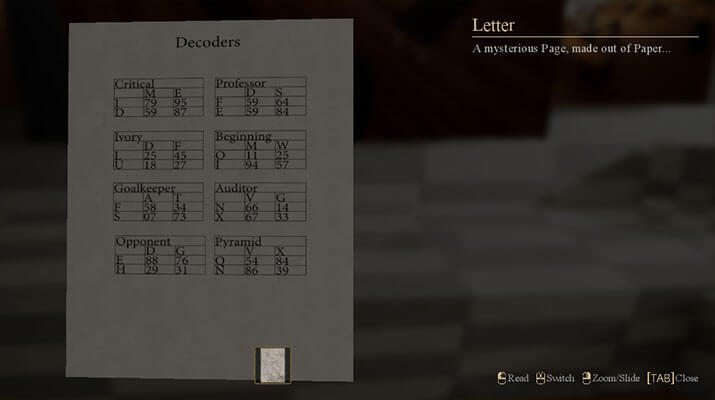 Decoders
Letter
A mysterious Page, made out of Paper...
Critical
M E
I 79 95
D 59 87
Professor
D S
F 59 64
E 59 84
Ivory
D F
L 25 45
U 18 27
Beginning
M W
O 11 25
I 94 57
Goalkeeper
A T
F 58 34
S 07 73
Auditor
V G
N 66 14
X 67 33
Opponent
D G
E 88 76
H 29 31
Pyramid
V X
Q 54 84
N 86 39
Read Switch Zoom/Slide [TAB]Close